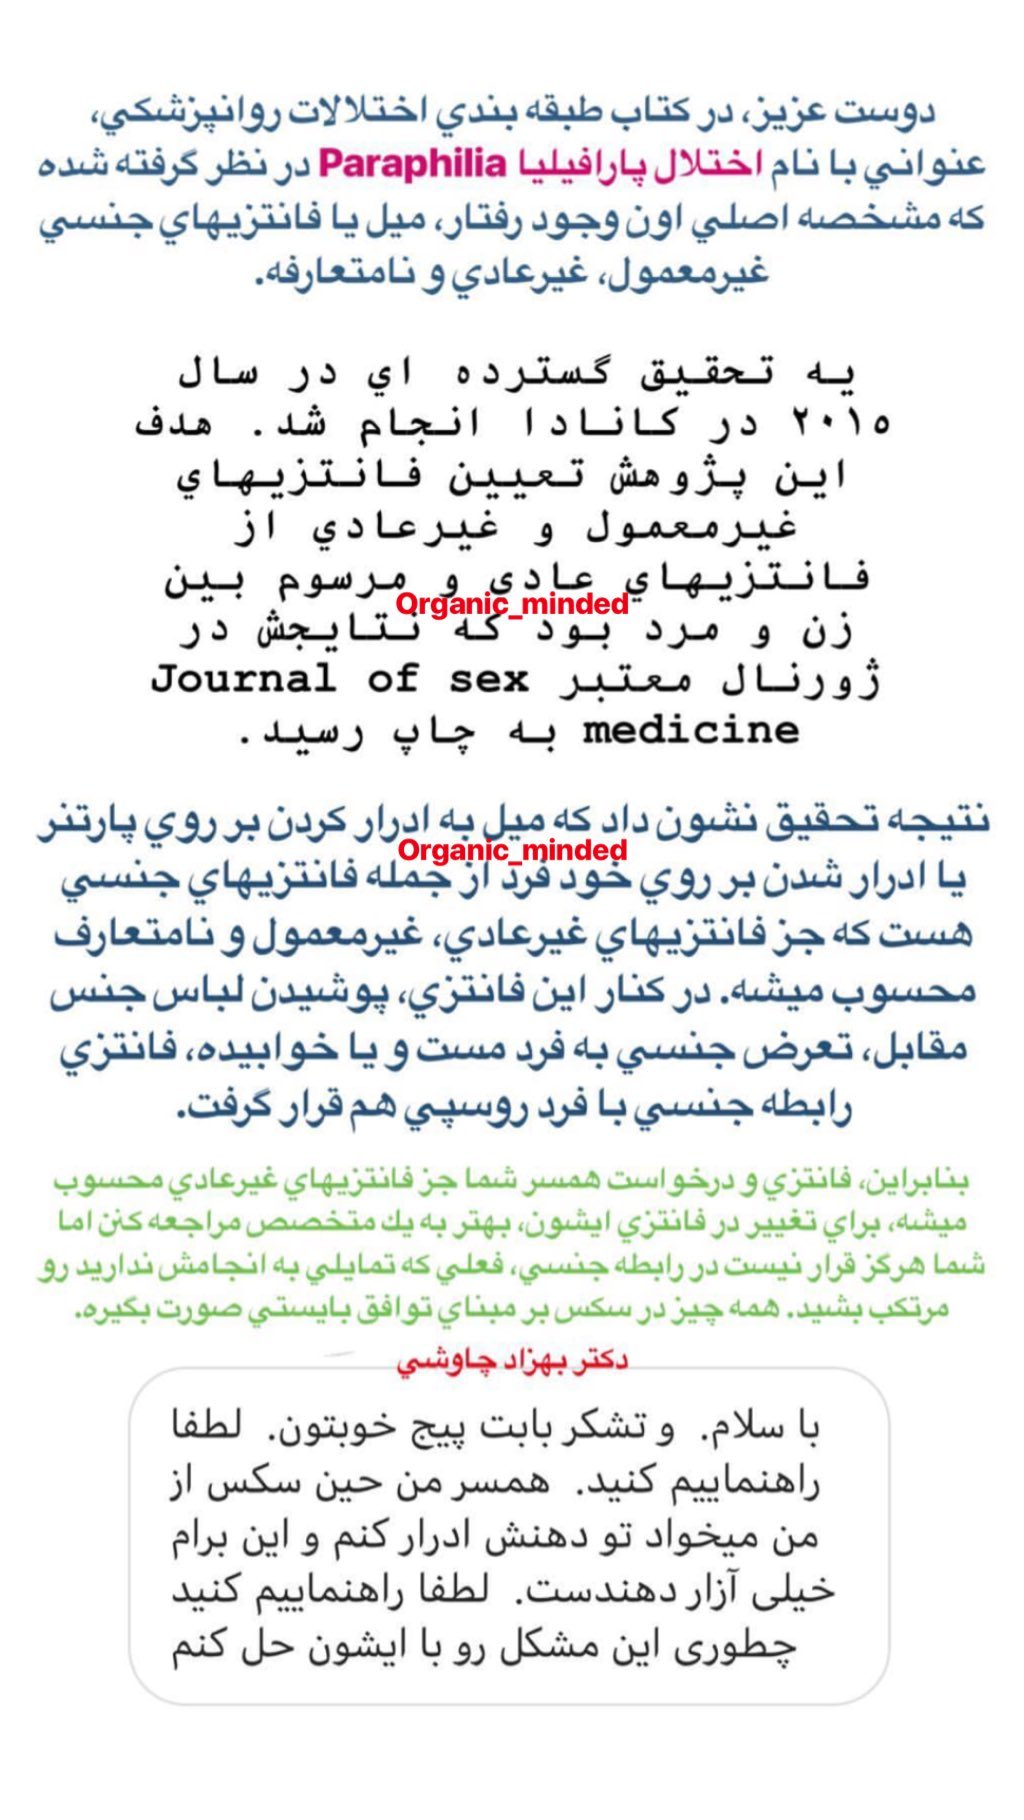 دوست عزيز، در كتاب طبقه بندي اختلالات روانپزشكي،
عنواني با نام اختلال پارافيليا Paraphilia در نظر گرفته شده
كه مشخصه اصلي اون وجود رفتار، ميل يا فانتزيهاي جنسي
غيرمعمول، غيرعادي و نامتعارفه.
يه تحقيق گسترده اي در سال
٢٠١٥ در كانادا انجام شد. هدف
اين پژوهش تعيين فانتزيهاي
غيرمعمول و غيرعادي از
فانتزيهاي عادي و مرسوم بين
Organic_minded
زن و مرد بود كه نتايجش در
ژورنال معتبر Journal of sex
medicine به چاپ رسيد.
نتيجه تحقيق نشون داد كه ميل به ادرار كردن بر روي پارتنر
Organic_minded
يا ادرار شدن بر روي خود فرد از جمله فانتزيهاي جنسي
هست كه جز فانتزيهاي غيرعادي، غيرمعمول و نامتعارف
محسوب ميشه. در كنار اين فانتزي، پوشيدن لباس جنس
مقابل، تعرض جنسي به فرد مست و يا خوابيده، فانتزي
رابطه جنسي با فرد روسپي هم قرار گرفت.
بنابراين، فانتزي و درخواست همسر شما جز فانتزيهاي غيرعادي محسوب
ميشه، براي تغيير در فانتزي ايشون، بهتر به يك متخصص مراجعه كنن اما
شما هرگز قرار نيست در رابطه جنسي، فعلي كه تمايلي به انجامش نداريد رو
مرتكب بشيد. همه چيز در سكس بر مبناي توافق بايستي صورت بگيره.
دكتر بهزاد چاوشي
با سلام. و تشکر بابت پیج خوبتون. لطفا
راهنماییم کنید. همسر من حین سکس از
من میخواد تو دهنش ادرار کنم و این برام
خیلی آزار دهندست. لطفا راهنماییم کنید
چطوری این مشکل رو با ایشون حل کنم